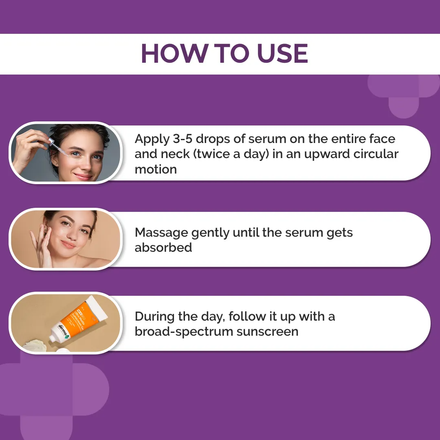 HOW TO USE
Apply 3-5 drops of serum on the entire face
and neck (twice a day) in an upward circular
motion
Massage gently until the serum gets
absorbed
During the day, follow it up with a
broad-spectrum sunscreen